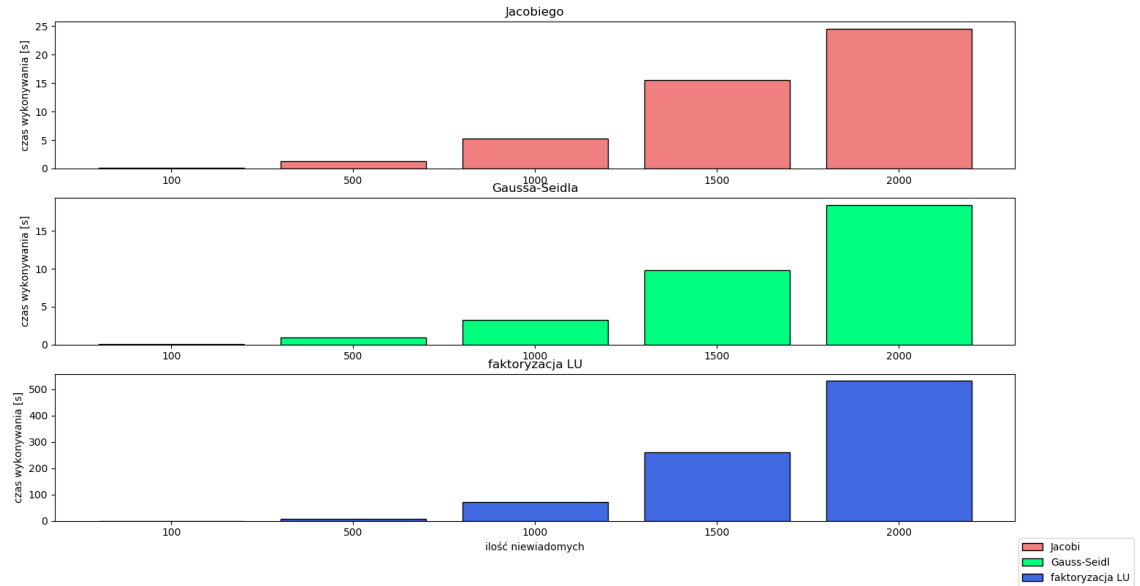 Jacobiego
czas wykonywania [s]
25
20
15
10
5
0
100 500 1000 1500 2000
Gaussa-Seidla
czas wykonywania [s]
15
10
5
0
100 500 1000 1500 2000
faktoryzacja LU
czas wykonywania [s]
500
400
300
200
100
0
100 500 1000 1500 2000
ilość niewiadomych
Jacobi
Gauss-Seidl
faktoryzacja LU